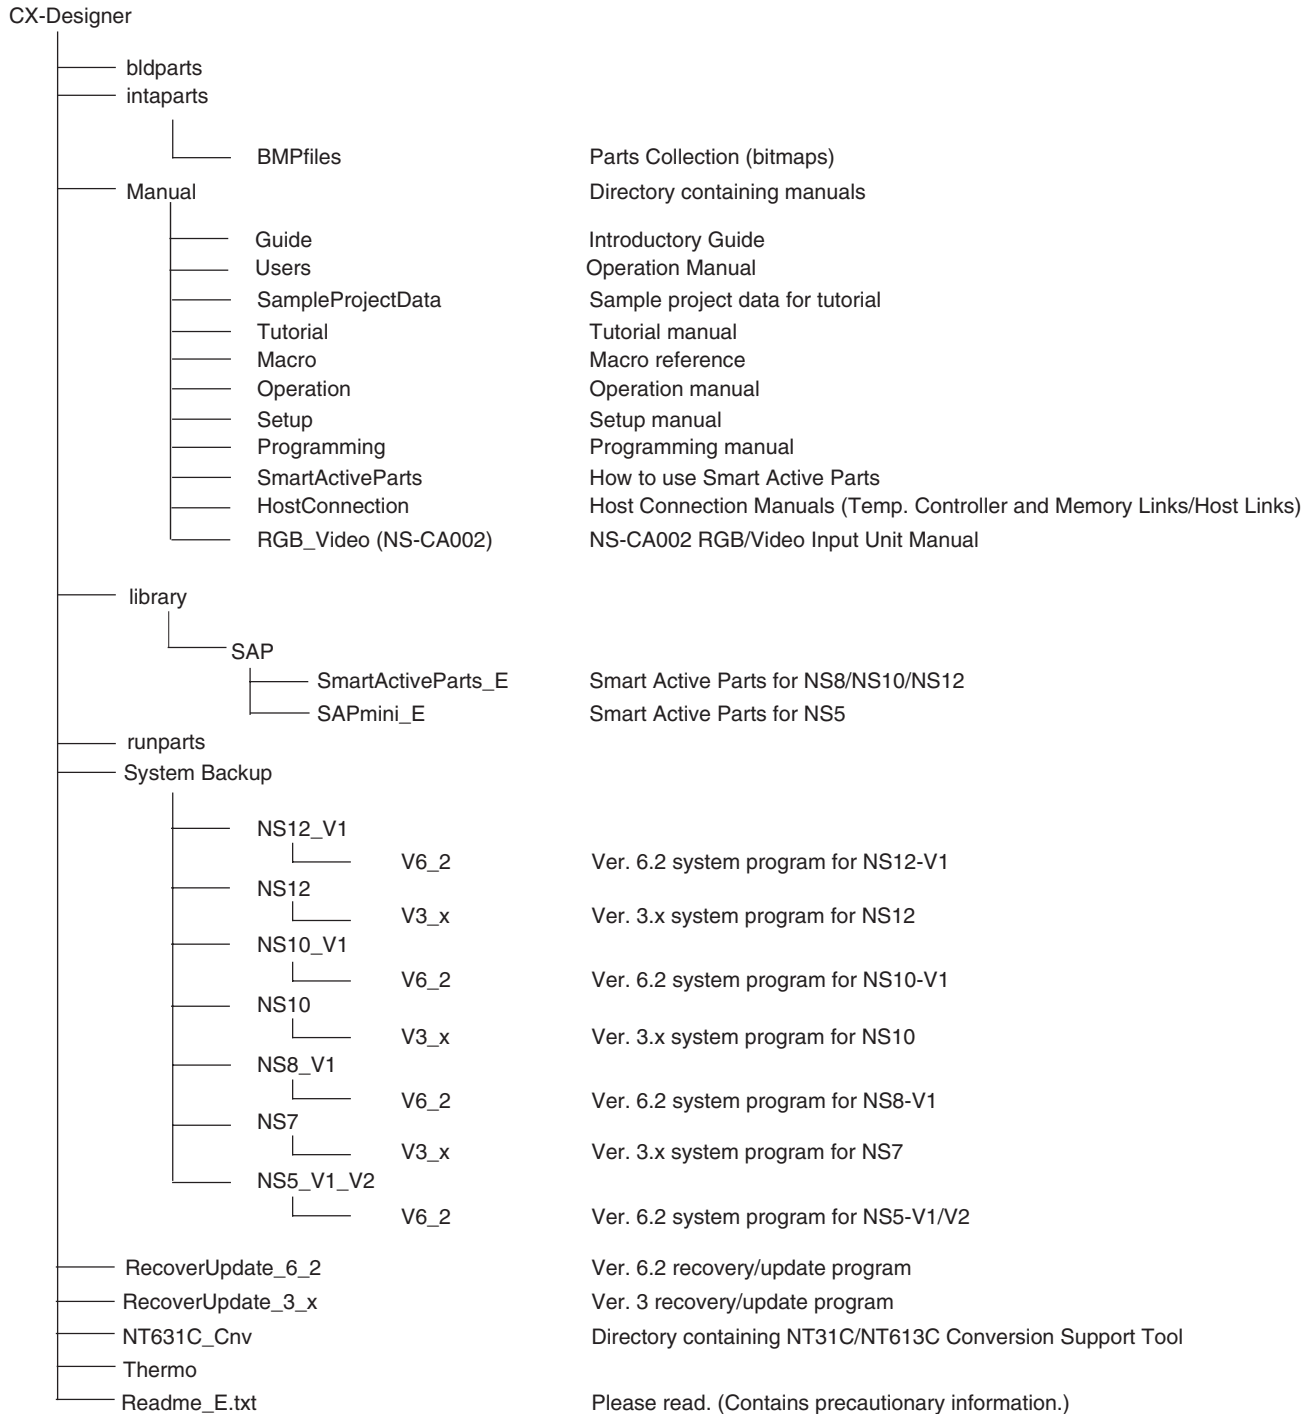 CX-Designer
bldparts
intaparts
BMPfiles Parts Collection (bitmaps)
Manual Directory containing manuals
Guide Introductory Guide
Users Operation Manual
SampleProjectData Sample project data for tutorial
Tutorial Tutorial manual
Macro Macro reference
Operation Operation manual
Setup Setup manual
Programming Programming manual
SmartActiveParts How to use Smart Active Parts
HostConnection Host Connection Manuals (Temp. Controller and Memory Links/Host Links)
RGB_Video (NS-CA002) NS-CA002 RGB/Video Input Unit Manual
library
SAP
SmartActiveParts_E Smart Active Parts for NS8/NS10/NS12
SAPmini_E Smart Active Parts for NS5
runparts
System Backup
NS12_V1
V6_2 Ver. 6.2 system program for NS12-V1
NS12
V3_x Ver. 3.x system program for NS12
NS10_V1
V6_2 Ver. 6.2 system program for NS10-V1
NS10
V3_x Ver. 3.x system program for NS10
NS8_V1
V6_2 Ver. 6.2 system program for NS8-V1
NS7
V3_x Ver. 3.x system program for NS7
NS5_V1_V2
V6_2 Ver. 6.2 system program for NS5-V1/V2
RecoverUpdate_6_2 Ver. 6.2 recovery/update program
RecoverUpdate_3_x Ver. 3 recovery/update program
NT631C_Cnv Directory containing NT31C/NT613C Conversion Support Tool
Thermo
Readme_E.txt Please read. (Contains precautionary information.)